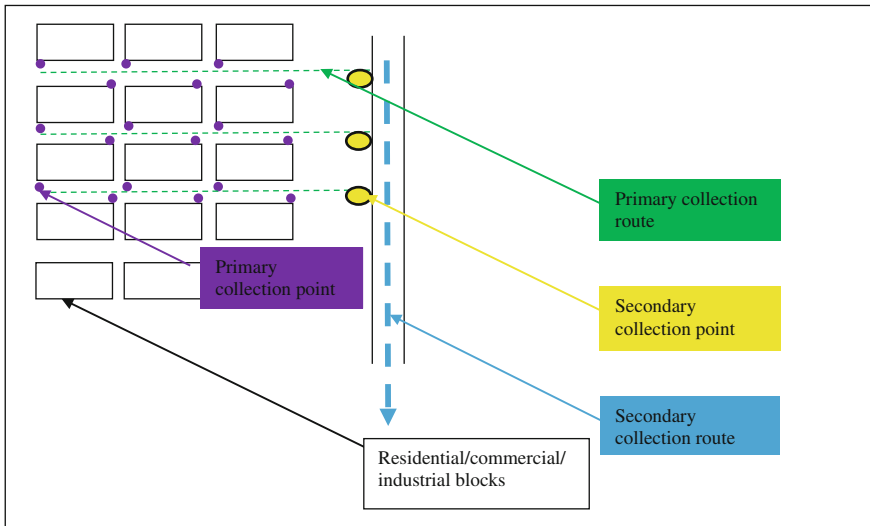 Primary collection
route
Primary
collection point
Secondary
collection point
Secondary
collection route
Residential/commercial/
industrial blocks